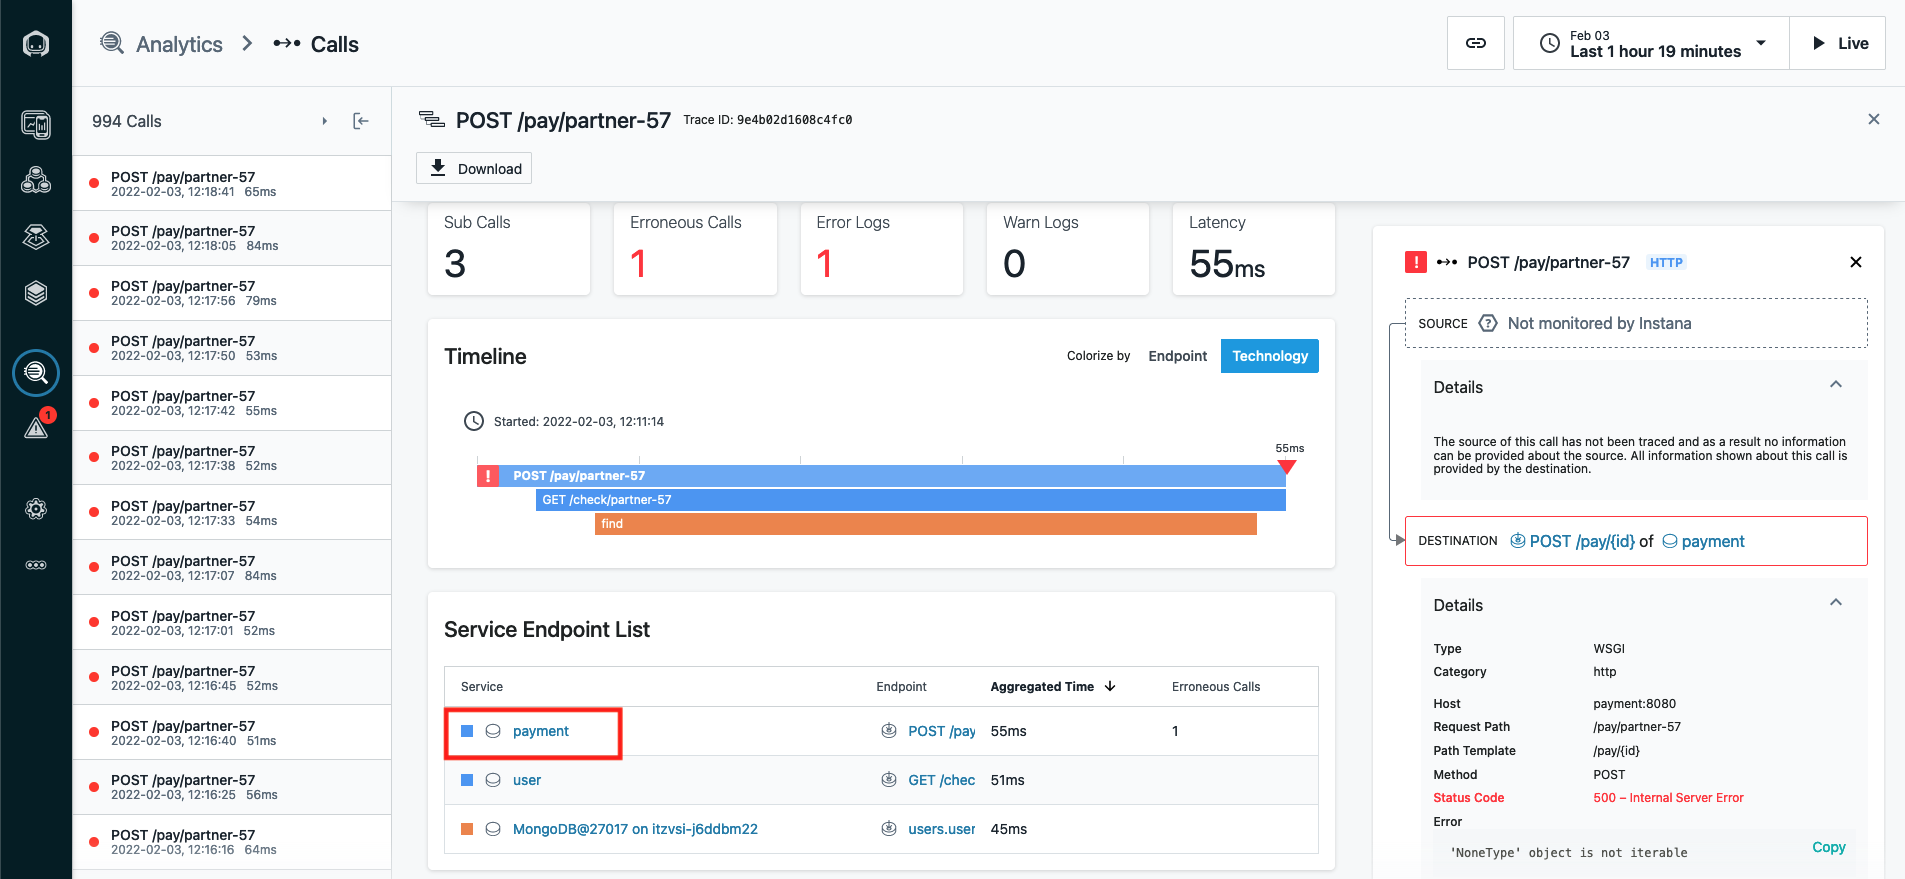 Analytics > Calls
Feb 03
Last 1 hour 19 minutes
Live
1
994 Calls
POST /pay/partner-57
2022-02-03, 12:18:41 65ms
POST /pay/partner-57
2022-02-03, 12:18:05 84ms
POST /pay/partner-57
2022-02-03, 12:17:56 79ms
POST /pay/partner-57
2022-02-03, 12:17:50 53ms
POST /pay/partner-57
2022-02-03, 12:17:42 55ms
POST /pay/partner-57
2022-02-03, 12:17:38 52ms
POST /pay/partner-57
2022-02-03, 12:17:33 54ms
POST /pay/partner-57
2022-02-03, 12:17:07 84ms
POST /pay/partner-57
2022-02-03, 12:17:01 52ms
POST /pay/partner-57
2022-02-03, 12:16:45 52ms
POST /pay/partner-57
2022-02-03, 12:16:40 51ms
POST /pay/partner-57
2022-02-03, 12:16:25 56ms
POST /pay/partner-57
2022-02-03, 12:16:16 64ms
POST /pay/partner-57 Trace ID: 9e4b02d1608c4fc0
Download
Sub Calls
3
Erroneous Calls
1
Error Logs
1
Warn Logs
0
Latency
55ms
Timeline
Colorize by Endpoint Technology
Started: 2022-02-03, 12:11:14
55ms
! POST /pay/partner-57
GET /check/partner-57
find
Service Endpoint List
Service Endpoint Aggregated Time Erroneous Calls
payment POST /pay 55ms 1
user GET /chec 51ms
MongoDB@27017 on itzvsi-j6ddbm22 users.user 45ms
! POST /pay/partner-57 HTTP
SOURCE ? Not monitored by Instana
Details
The source of this call has not been traced and as a result no information
can be provided about the source. All information shown about this call is
provided by the destination.
DESTINATION POST /pay/{id} of payment
Details
Type WSGI
Category http
Host payment:8080
Request Path /pay/partner-57
Path Template /pay/{id}
Method POST
Status Code 500 – Internal Server Error
Error
'NoneType' object is not iterable
Copy